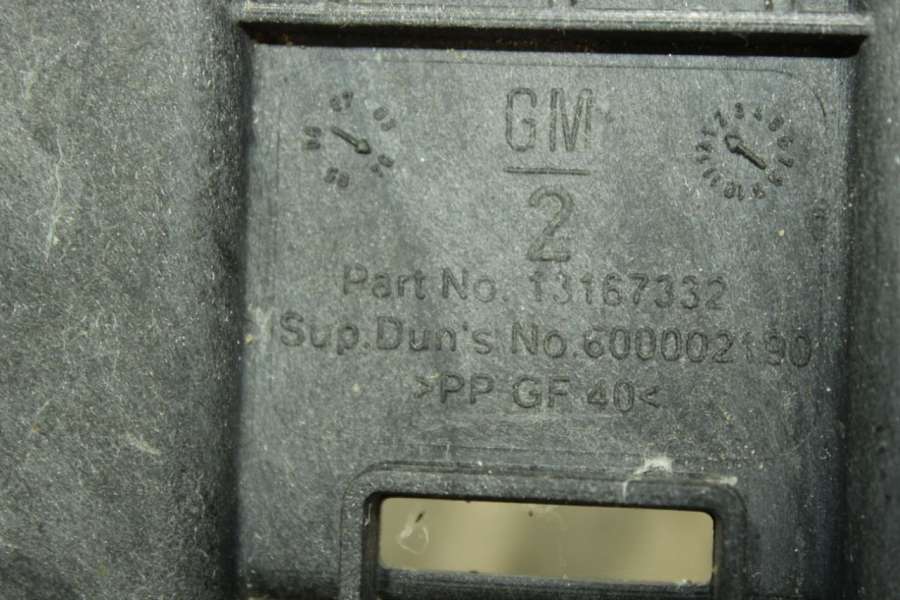 GM
2
Part No. 13167332
Sup.Dun's No.600002190
>PP GF 40<